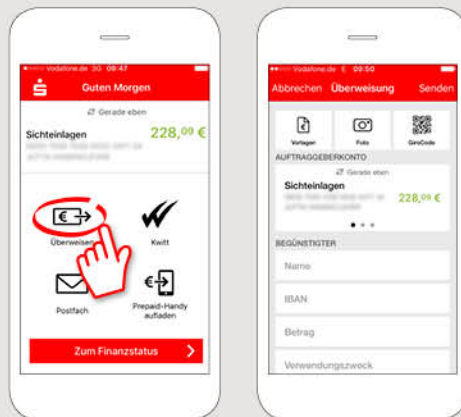 Vodafone.de 3G 09:47
Guten Morgen
Gerade eben
Sichteinlagen 228,09 €
Überweisen
Kwitt
Postfach
Prepaid-Handy
aufladen
Zum Finanzstatus
Vodafone.de E 09:50
Abbrechen Überweisung Senden
Vorlagen Foto GiroCode
AUFTRAGGEBERKONTO
Gerade eben
Sichteinlagen
228,09 €
BEGÜNSTIGTER
Name
IBAN
Betrag
Verwendungszweck